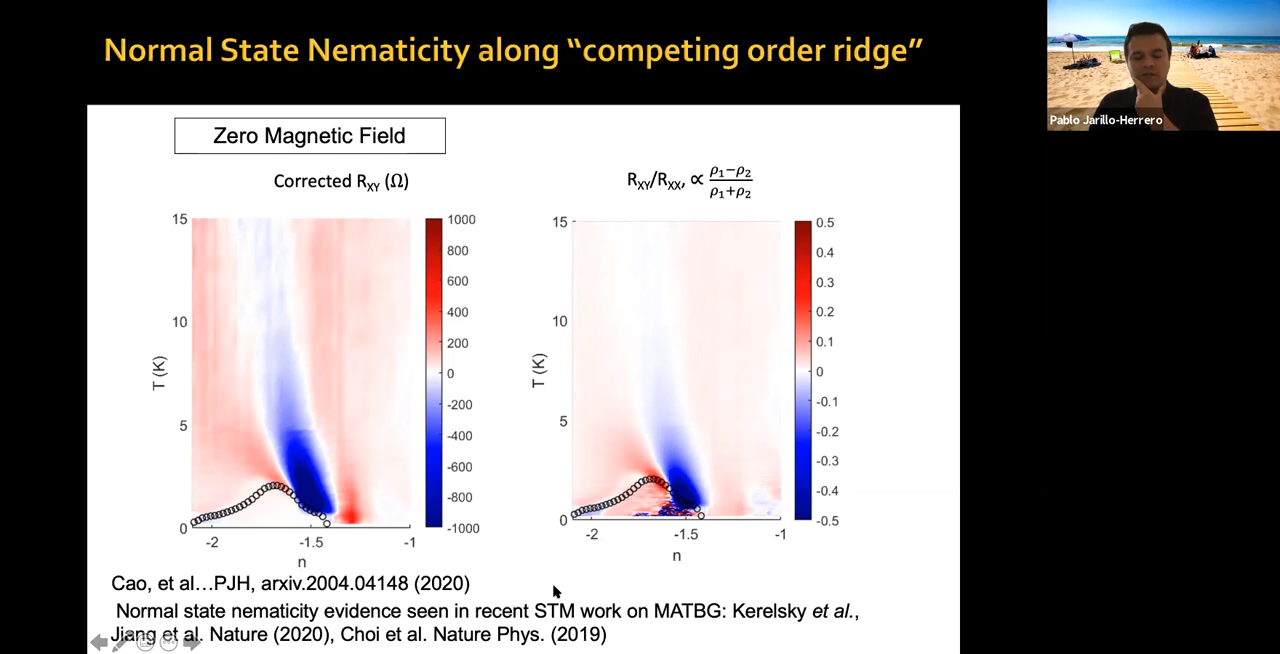 Normal State Nematicity along “competing order ridge”
Pablo Jarillo-Herrero
Zero Magnetic Field
Corrected RXY (Ω)
RXY/RXX, ∝ ρ1−ρ2
ρ1+ρ2
15
10
5
0
T (K)
-2
-1.5
-1
n
1000
800
600
400
200
0
-200
-400
-600
-800
-1000
15
10
5
0
T (K)
-2
-1.5
-1
n
0.5
0.4
0.3
0.2
0.1
0
-0.1
-0.2
-0.3
-0.4
-0.5
Cao, et al…PJH, arxiv.2004.04148 (2020)
Normal state nematicity evidence seen in recent STM work on MATBG: Kerelsky et al.,
Jiang et al. Nature (2020), Choi et al. Nature Phys. (2019)